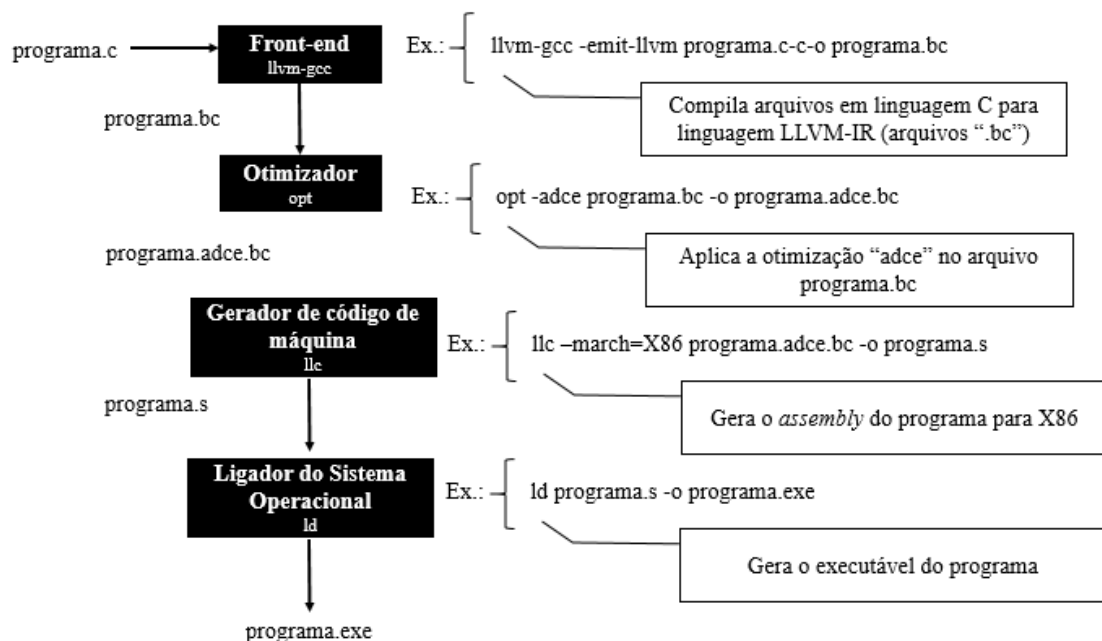 programa.c
Front-end
llvm-gcc
Ex.:
llvm-gcc -emit-llvm programa.c-c-o programa.bc
Compila arquivos em linguagem C para
linguagem LLVM-IR (arquivos “.bc”)
programa.bc
Otimizador
opt
Ex.:
opt -adce programa.bc -o programa.adce.bc
Aplica a otimização “adce” no arquivo
programa.bc
programa.adce.bc
Gerador de código de
máquina
llc
Ex.:
llc –march=X86 programa.adce.bc -o programa.s
Gera o assembly do programa para X86
programa.s
Ligador do Sistema
Operacional
ld
Ex.:
ld programa.s -o programa.exe
Gera o executável do programa
programa.exe